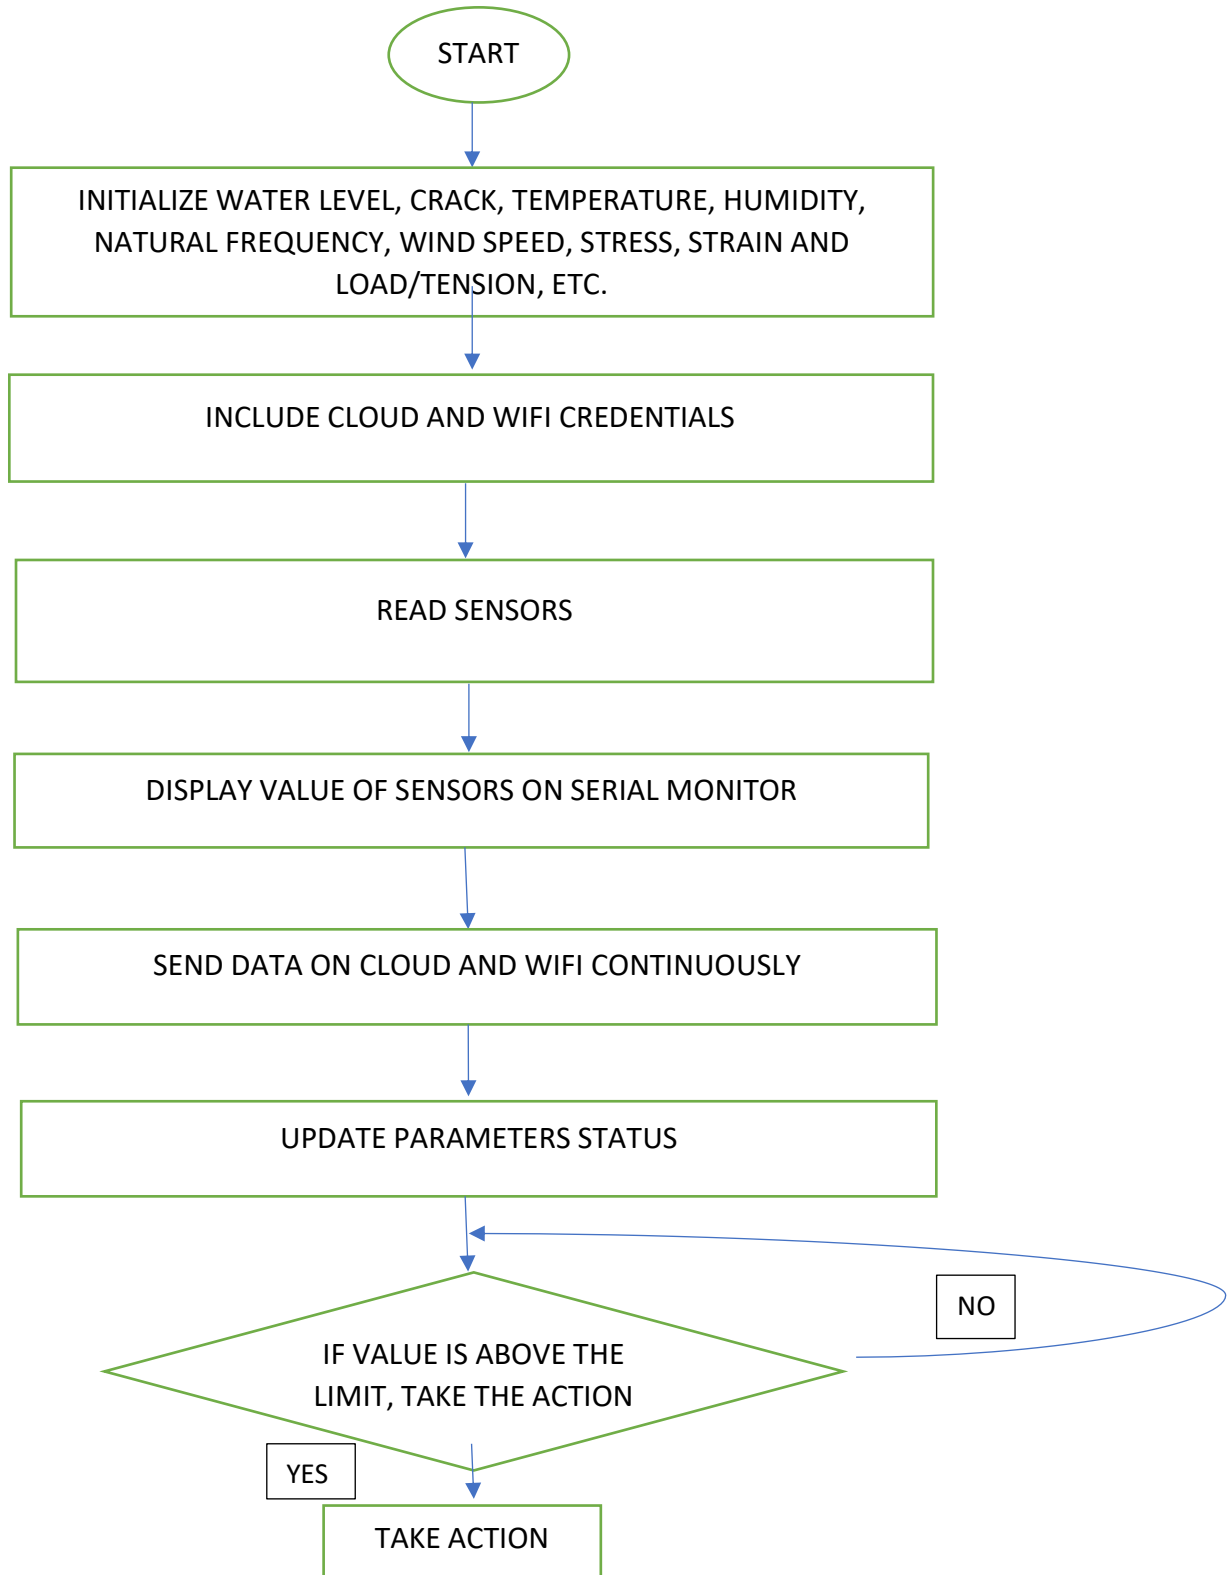 START
INITIALIZE WATER LEVEL, CRACK, TEMPERATURE, HUMIDITY,
NATURAL FREQUENCY, WIND SPEED, STRESS, STRAIN AND
LOAD/TENSION, ETC.
INCLUDE CLOUD AND WIFI CREDENTIALS
READ SENSORS
DISPLAY VALUE OF SENSORS ON SERIAL MONITOR
SEND DATA ON CLOUD AND WIFI CONTINUOUSLY
UPDATE PARAMETERS STATUS
NO
IF VALUE IS ABOVE THE
LIMIT, TAKE THE ACTION
YES
TAKE ACTION